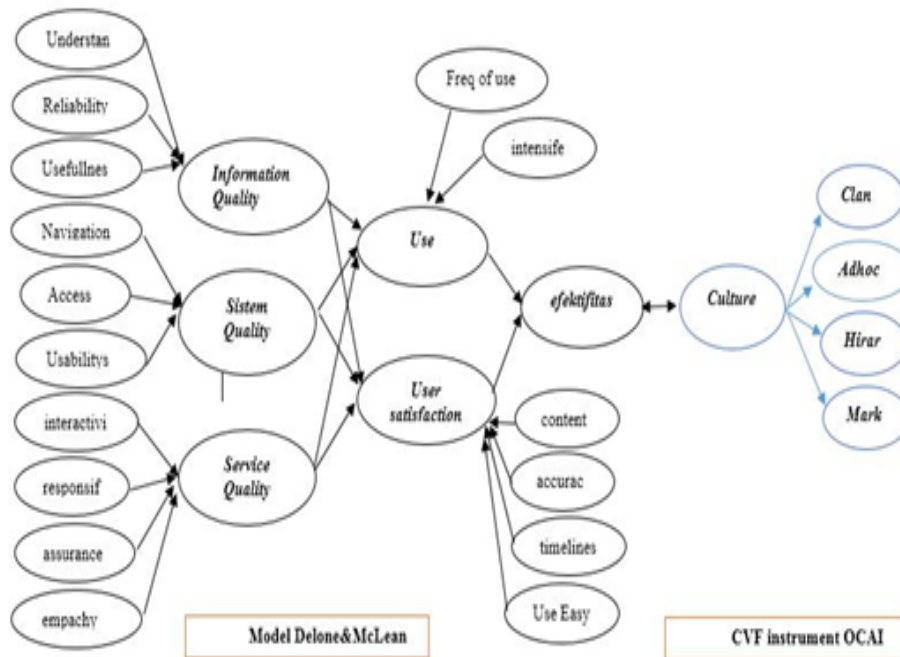 Understan
Reliability
Usefullnes
Navigation
Access
Usabilitys
interactivi
responsif
assurance
empachy
Information
Quality
Sistem
Quality
Service
Quality
Freq of use
intensife
Use
User
satisfaction
content
accurac
timelines
Use Easy
efektifitas
Culture
Clan
Adhoc
Hirar
Mark
Model Delone&McLean
CVF instrument OCAI